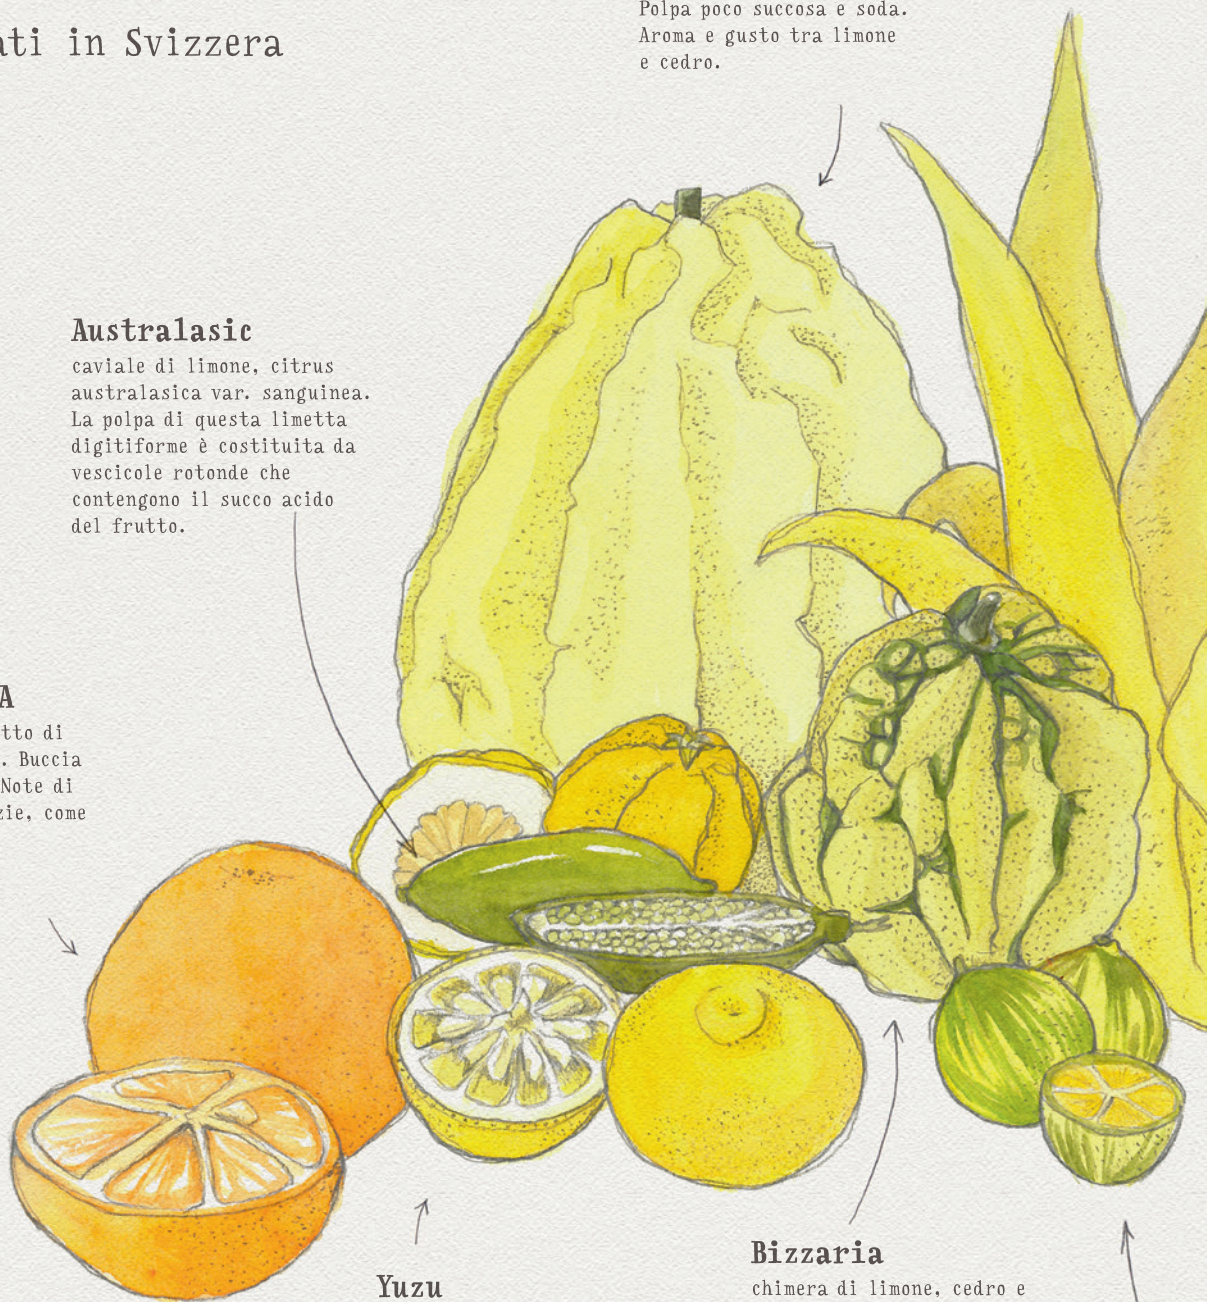 ati in Svizzera
Polpa poco succosa e soda.
Aroma e gusto tra limone
e cedro.
Australasic
caviale di limone, citrus
australasica var. sanguinea.
La polpa di questa limetta
digitiforme è costituita da
vescicole rotonde che
contengono il succo acido
del frutto.
A
tto di
. Buccia
Note di
zie, come
Yuzu
Bizzaria
chimera di limone, cedro e